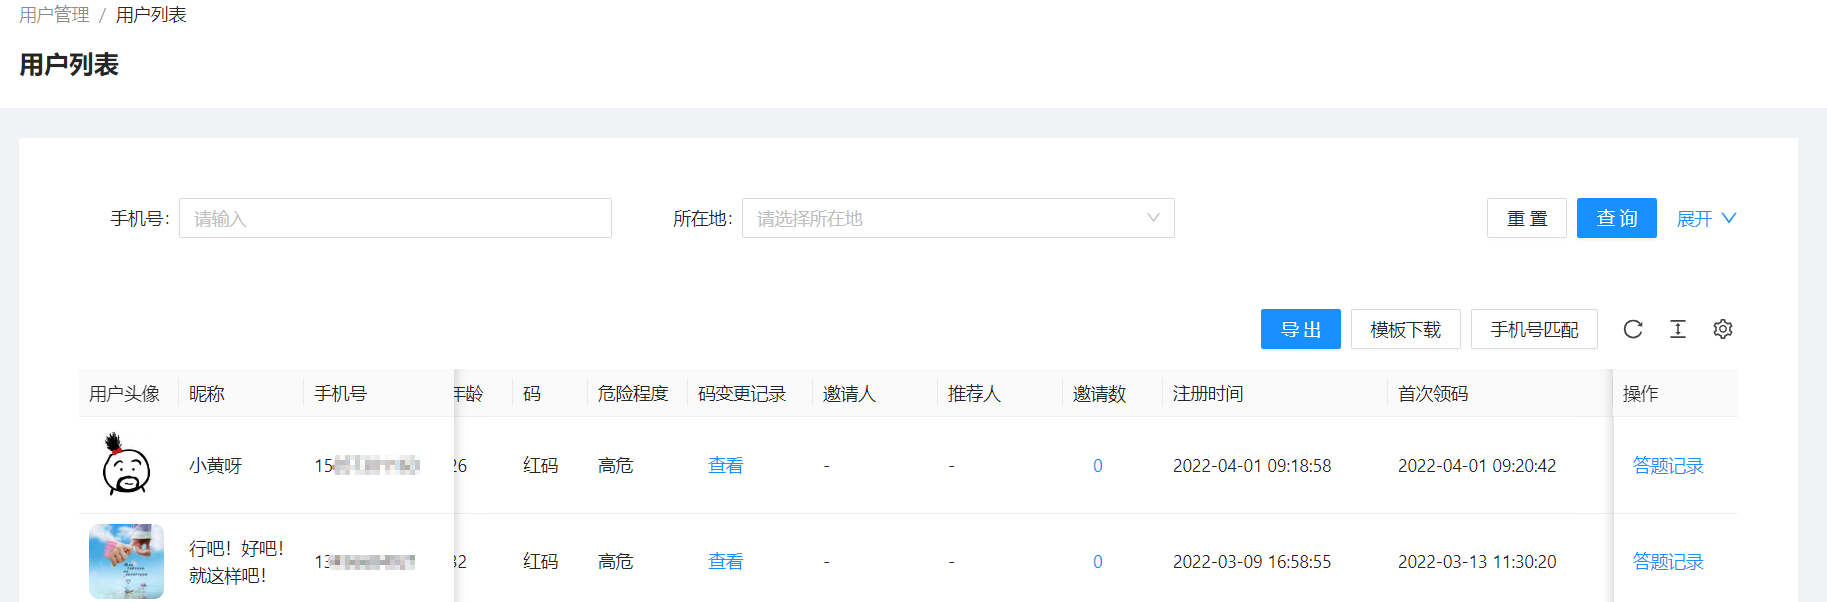 用户管理 / 用户列表
用户列表
手机号: 请输入 所在地: 请选择所在地 重 置 查 询 展开
导 出 模板下载 手机号匹配
用户头像 昵称 手机号 年龄 码 危险程度 码变更记录 邀请人 推荐人 邀请数 注册时间 首次领码 操作
小黄呀 15 26 红码 高危 查看 - - 0 2022-04-01 09:18:58 2022-04-01 09:20:42 答题记录
行吧！好吧！
就这样吧！ 13 32 红码 高危 查看 - - 0 2022-03-09 16:58:55 2022-03-13 11:30:20 答题记录